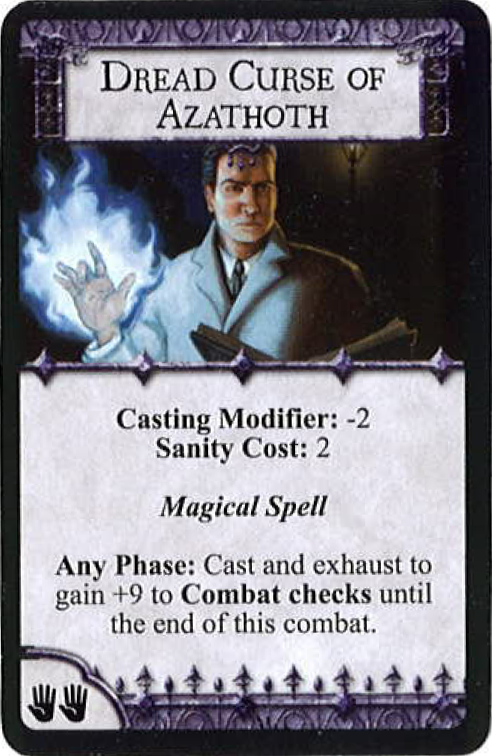 Dread Curse of
Azathoth
Casting Modifier: -2
Sanity Cost: 2
Magical Spell
Any Phase: Cast and exhaust to
gain +9 to Combat checks until
the end of this combat.